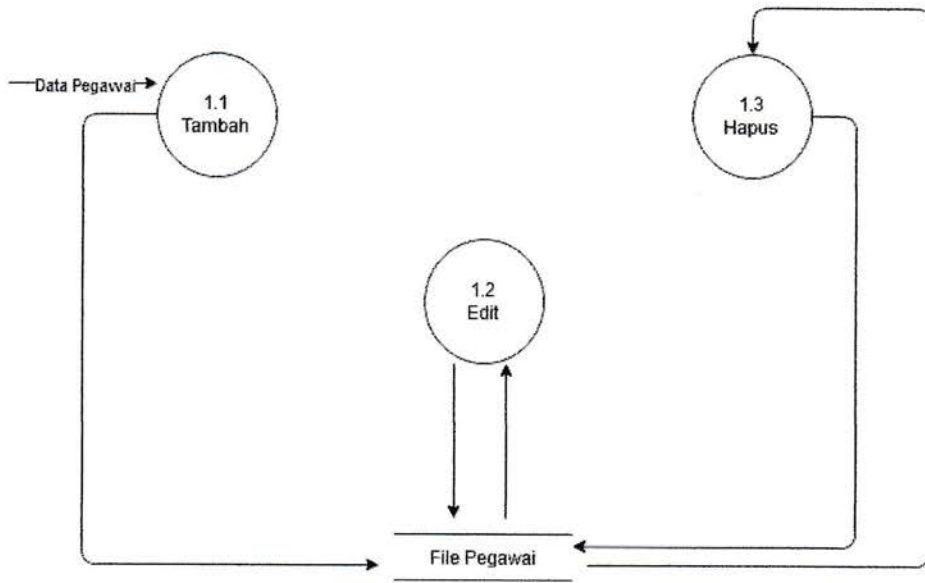 Data Pegawai
1.1
Tambah
1.3
Hapus
1.2
Edit
File Pegawai